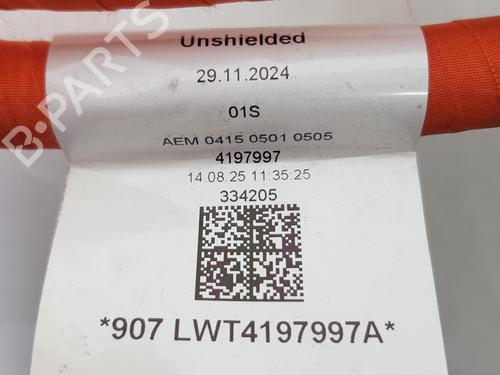 Unshielded
29.11.2024
01S
AEM 0415 0501 0505
4197997
14.08.25 11:35:25
334205
*907 LWT4197997A*
B-PARTS